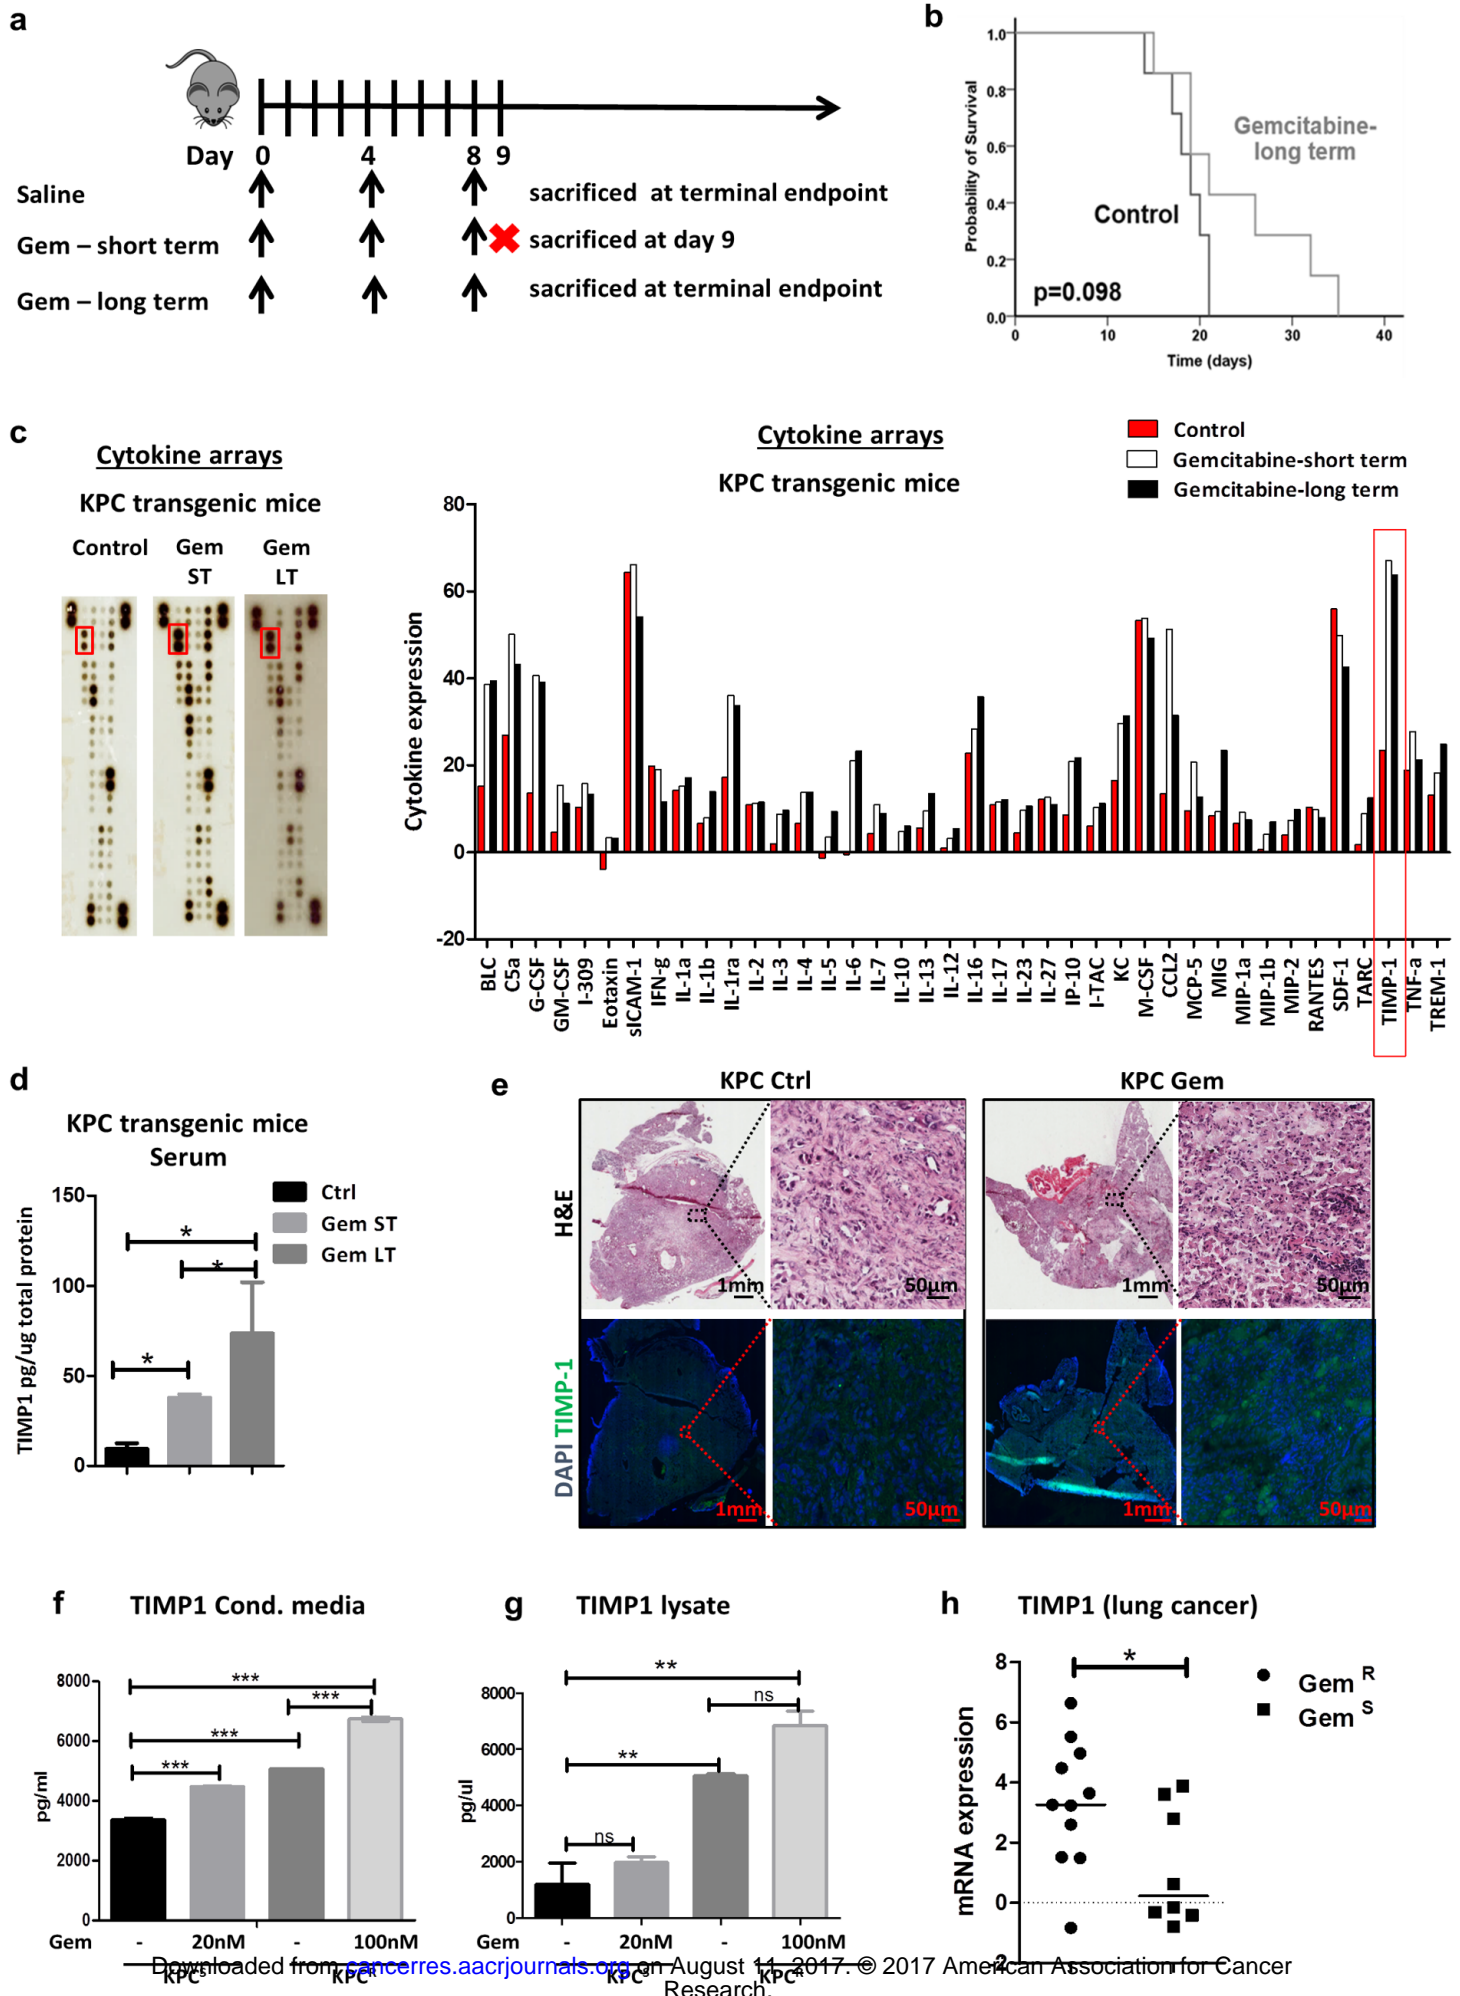 a
Day 0 4 8 9
Saline sacrificed at terminal endpoint
Gem – short term sacrificed at day 9
Gem – long term sacrificed at terminal endpoint
b
Probability of Survival
1.0
0.8
0.6
0.4
0.2
0.0
Gemcitabine-
long term
Control
p=0.098
0 10 20 30 40
Time (days)
c
Cytokine arrays
KPC transgenic mice
Control
Gem
ST
Gem
LT
Cytokine arrays
KPC transgenic mice
Control
Gemcitabine-short term
Gemcitabine-long term
Cytokine expression
80
60
40
20
0
-20
BLC
C5a
G-CSF
GM-CSF
I-309
Eotaxin
sICAM-1
IFN-g
IL-1a
IL-1b
IL-1ra
IL-2
IL-3
IL-4
IL-5
IL-6
IL-7
IL-10
IL-13
IL-12
IL-16
IL-17
IL-23
IL-27
IP-10
I-TAC
KC
M-CSF
CCL2
MCP-5
MIG
MIP-1a
MIP-1b
MIP-2
RANTES
SDF-1
TARC
TIMP-1
TNF-a
TREM-1
d
KPC transgenic mice
Serum
Ctrl
Gem ST
Gem LT
TIMP1 pg/ug total protein
150
100
50
0
*
*
*
e
KPC Ctrl
KPC Gem
H&E
1mm 50µm 1mm 50µm
DAPI TIMP-1
1mm 50µm 1mm 50µm
f
TIMP1 Cond. media
pg/ml
8000
6000
4000
2000
0
***
***
***
***
Gem - 20nM - 100nM
KPCS KPCR
g
TIMP1 lysate
pg/ul
8000
6000
4000
2000
0
**
ns
**
ns
Gem - 20nM - 100nM
KPCS KPCR
h
TIMP1 (lung cancer)
mRNA expression
8
6
4
2
0
-2
*
Gem R
Gem S
Downloaded from cancerres.aacrjournals.org on August 11, 2017. © 2017 American Association for Cancer
Research.